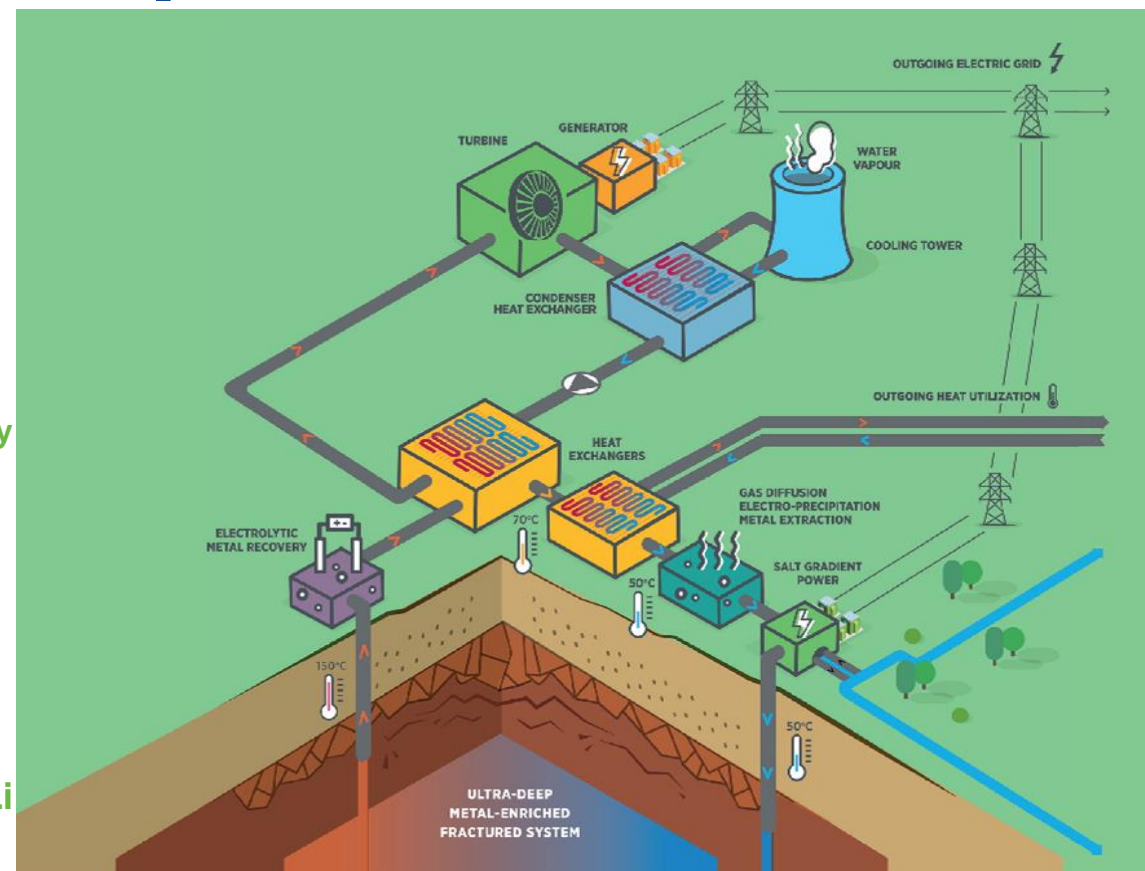 OUTGOING ELECTRIC GRID
GENERATOR
TURBINE
WATER
VAPOUR
COOLING TOWER
CONDENSER
HEAT EXCHANGER
OUTGOING HEAT UTILIZATION
y
HEAT
EXCHANGERS
GAS DIFFUSION
ELECTRO-PRECIPITATION
METAL EXTRACTION
ELECTROLYTIC
METAL RECOVERY
70°C
SALT GRADIENT
POWER
50°C
150°C
50°C
Li
ULTRA-DEEP
METAL-ENRICHED
FRACTURED SYSTEM